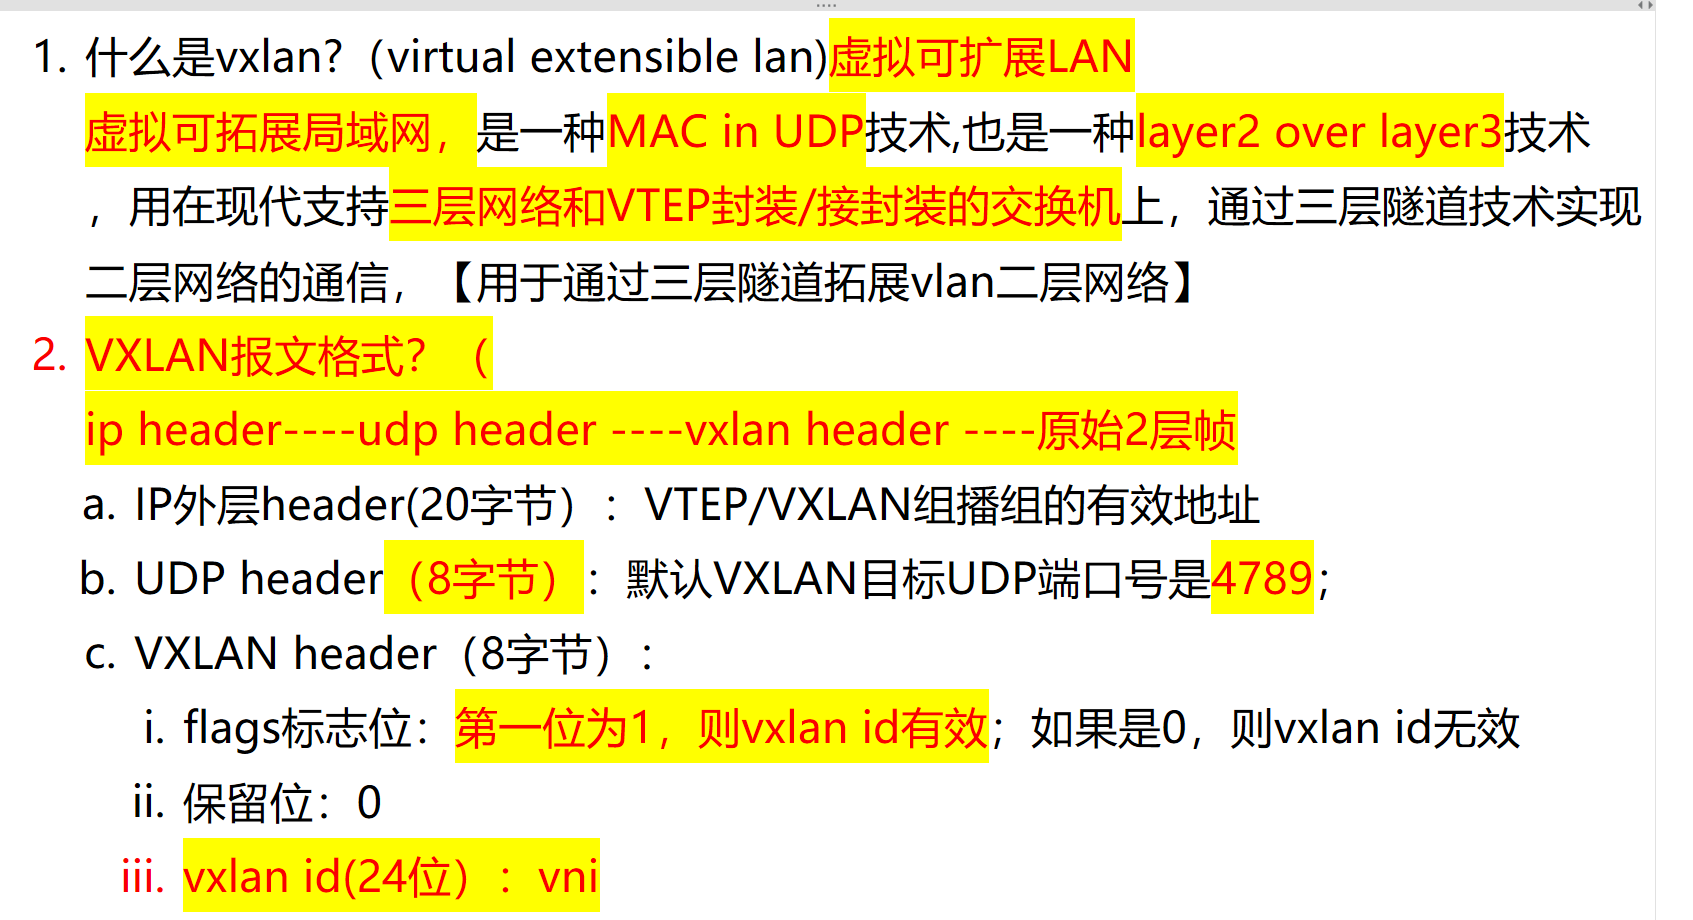 1. 什么是vxlan?（virtual extensible lan)虚拟可扩展LAN
虚拟可拓展局域网，是一种MAC in UDP技术,也是一种layer2 over layer3技术
，用在现代支持三层网络和VTEP封装/接封装的交换机上，通过三层隧道技术实现
二层网络的通信，【用于通过三层隧道拓展vlan二层网络】
2. VXLAN报文格式？（
ip header----udp header ----vxlan header ----原始2层帧
a. IP外层header(20字节）：VTEP/VXLAN组播组的有效地址
b. UDP header（8字节）：默认VXLAN目标UDP端口号是4789；
c. VXLAN header（8字节）：
i. flags标志位：第一位为1，则vxlan id有效；如果是0，则vxlan id无效
ii. 保留位：0
iii. vxlan id(24位）：vni